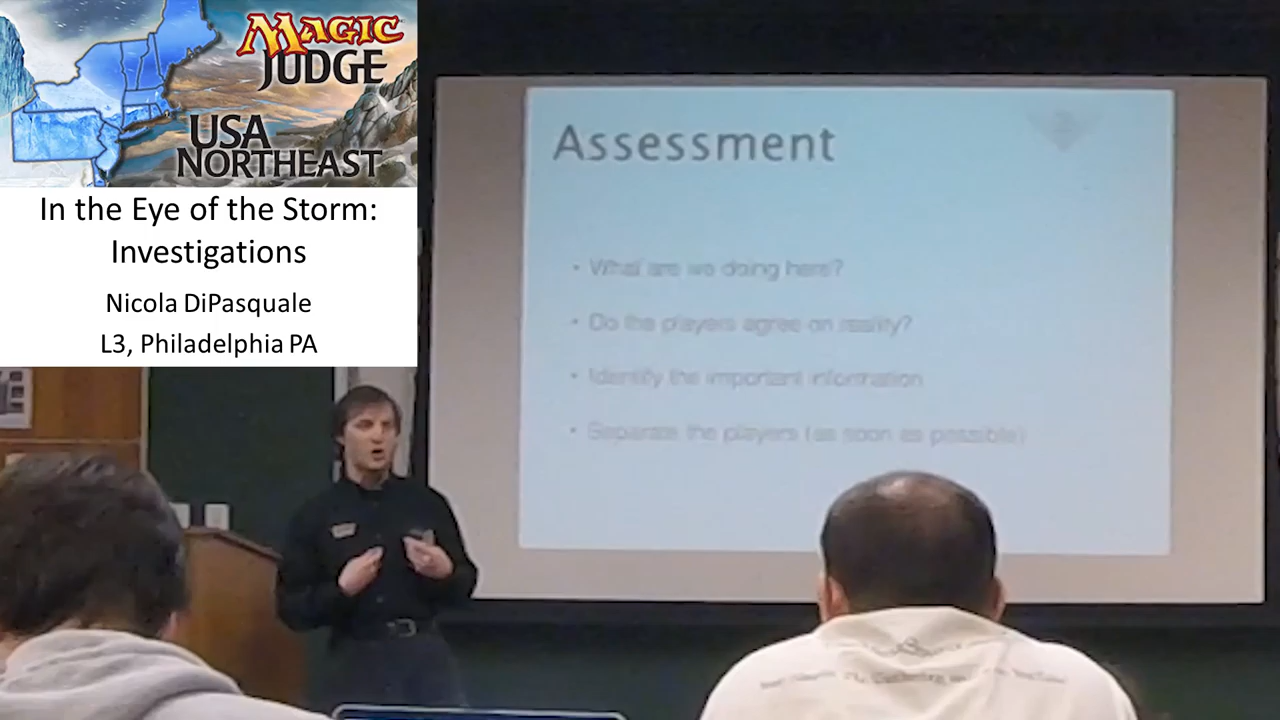 MAGIC
JUDGE
USA
NORTHEAST
In the Eye of the Storm:
Investigations
Nicola DiPasquale
L3, Philadelphia PA
Assessment
• What are we doing here?
• Do the players agree on reality?
• Identify the important information
• Separate the players (as soon as possible)